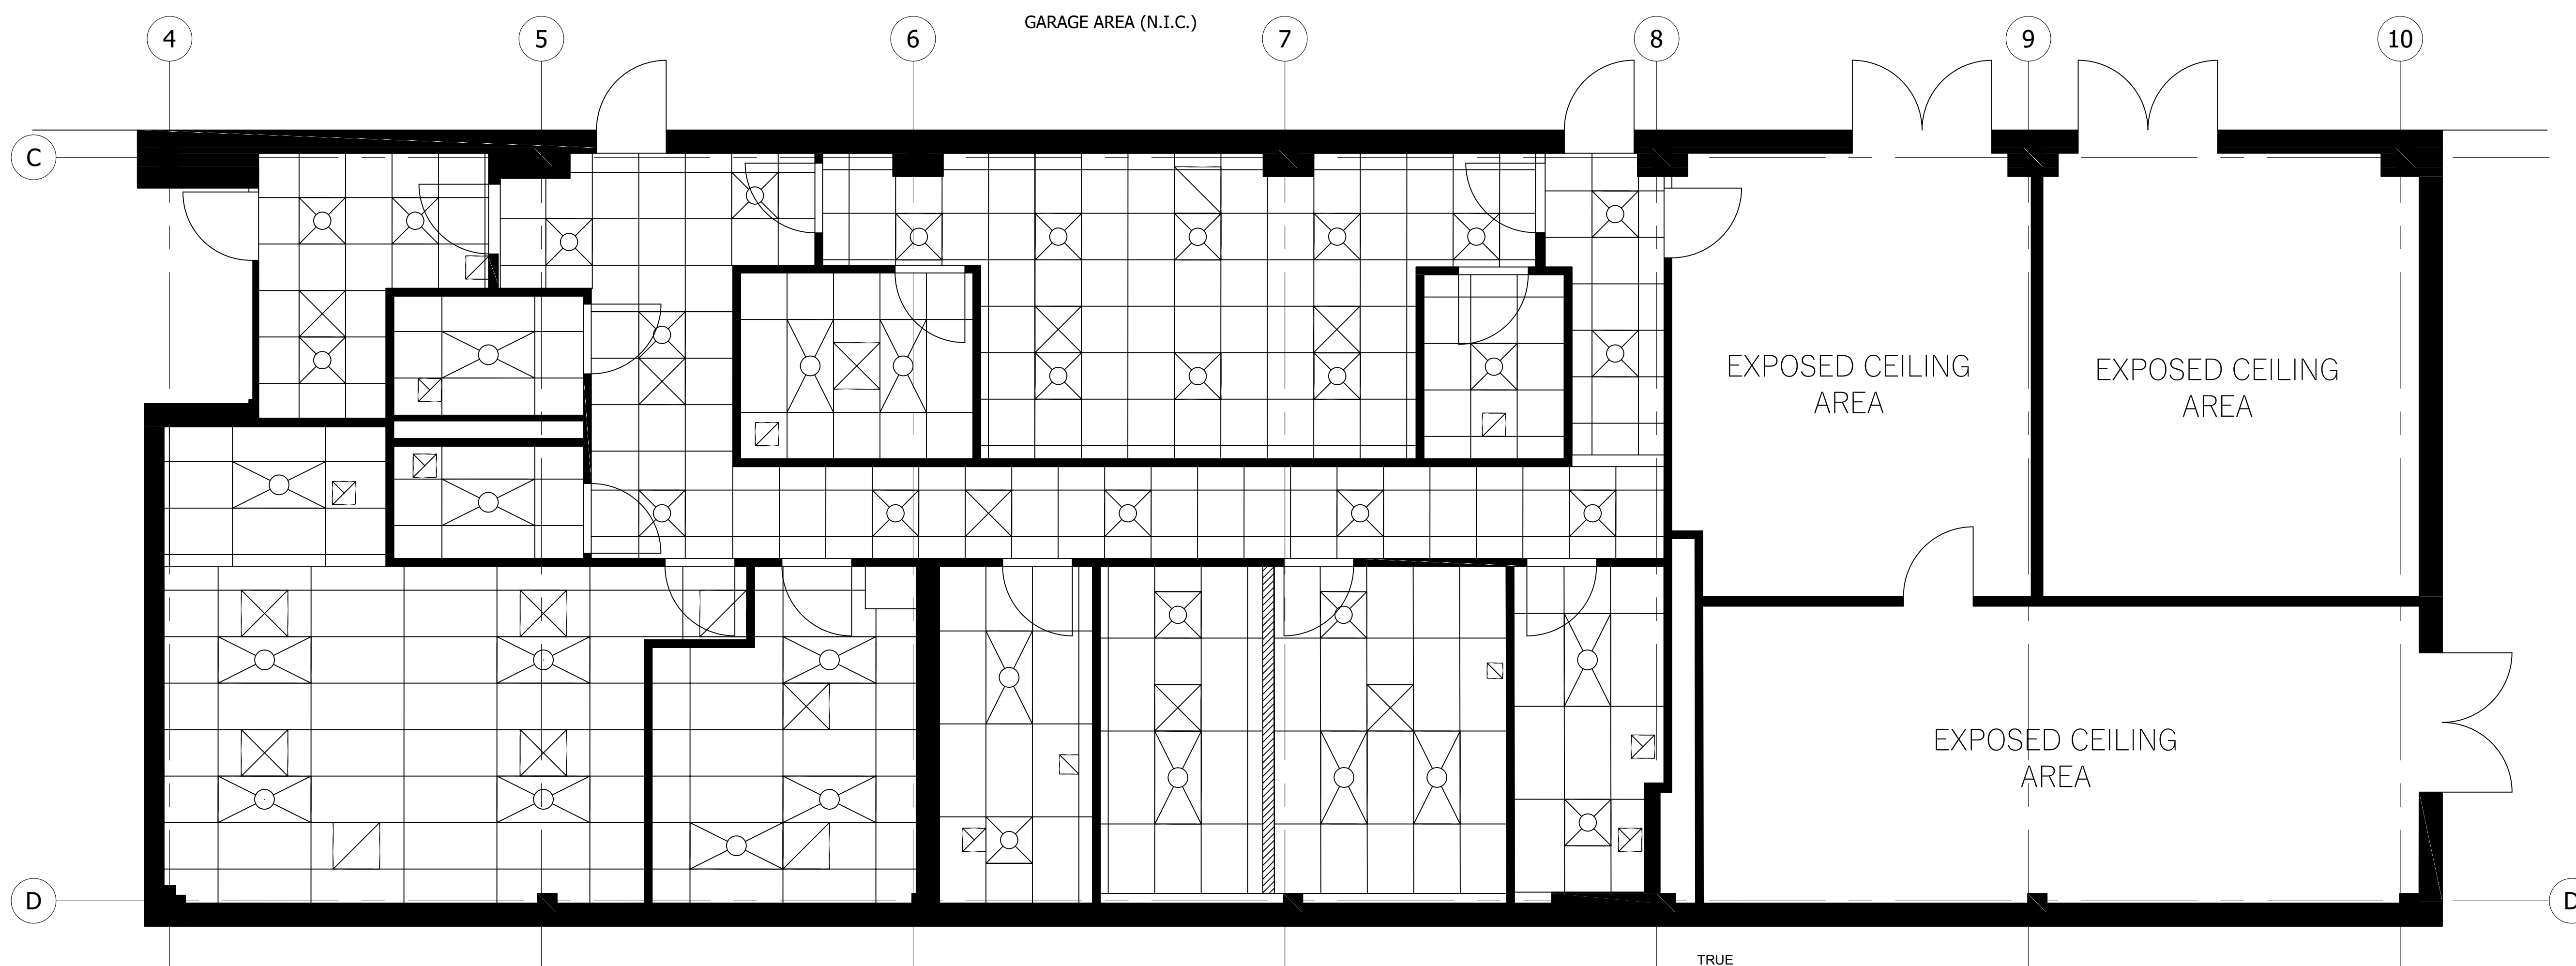 GARAGE AREA (N.I.C.)
4 5 6 7 8 9 10
C
EXPOSED CEILING
AREA
EXPOSED CEILING
AREA
EXPOSED CEILING
AREA
D D
TRUE